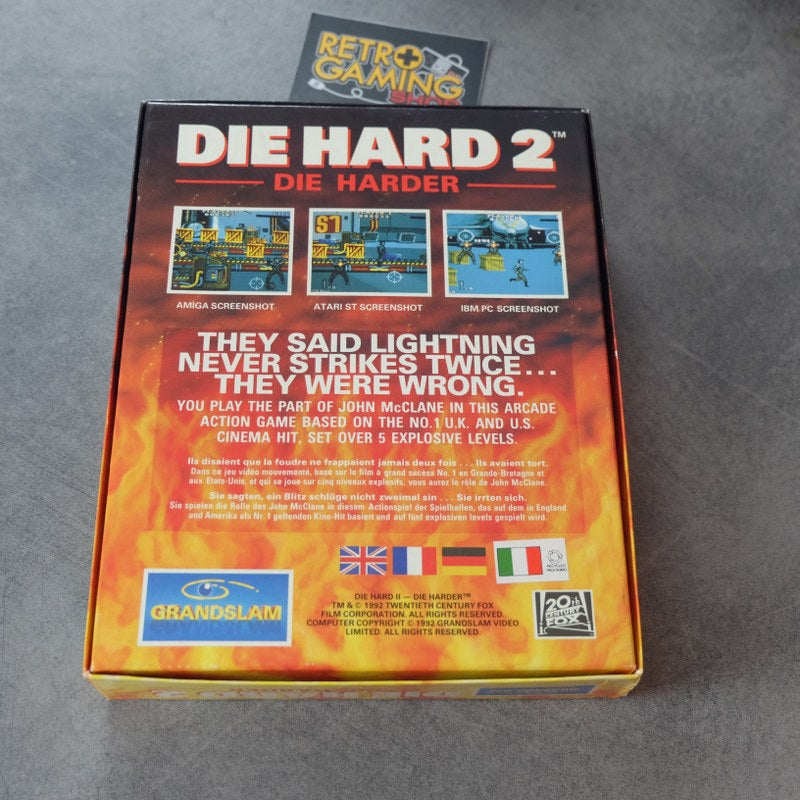 RETRO
GAMING
SHOP
DIE HARD 2™
DIE HARDER
S7
AMIGA SCREENSHOT
ATARI ST SCREENSHOT
IBM PC SCREENSHOT
THEY SAID LIGHTNING
NEVER STRIKES TWICE...
THEY WERE WRONG.
YOU PLAY THE PART OF JOHN McCLANE IN THIS ARCADE
ACTION GAME BASED ON THE NO.1 U.K. AND U.S.
CINEMA HIT, SET OVER 5 EXPLOSIVE LEVELS.
Ils disaient que la foudre ne frappaient jamais deux fois . . . Ils avaient tort.
Dans ce jeu vidéo mouvementé, basé sur le film à grand sucess No. 1 en Grande-Bretagne et
aux Etats-Unis, et qui se joue sur cinq niveaux explosifs, vous aurez le rôle de John McClane.
Sie sagten, ein Blitz schlüge nicht zweimal sin . . . Sie irrten sich.
Sie spielen die Rolle des John McClane in diesem Actionspiel der Spielhallen, das auf dem in England
und Amerika als Nr. 1 geltenden Kino-Hit basiert und auf fünf explosiven levels gespielt wird.
RECYCLED
PACKAGING
GRANDSLAM
DIE HARD II — DIE HARDER™
TM & © 1992 TWENTIETH CENTURY FOX
FILM CORPORATION. ALL RIGHTS RESERVED.
COMPUTER COPYRIGHT © 1992 GRANDSLAM VIDEO
LIMITED. ALL RIGHTS RESERVED.
20th
CENTURY
FOX